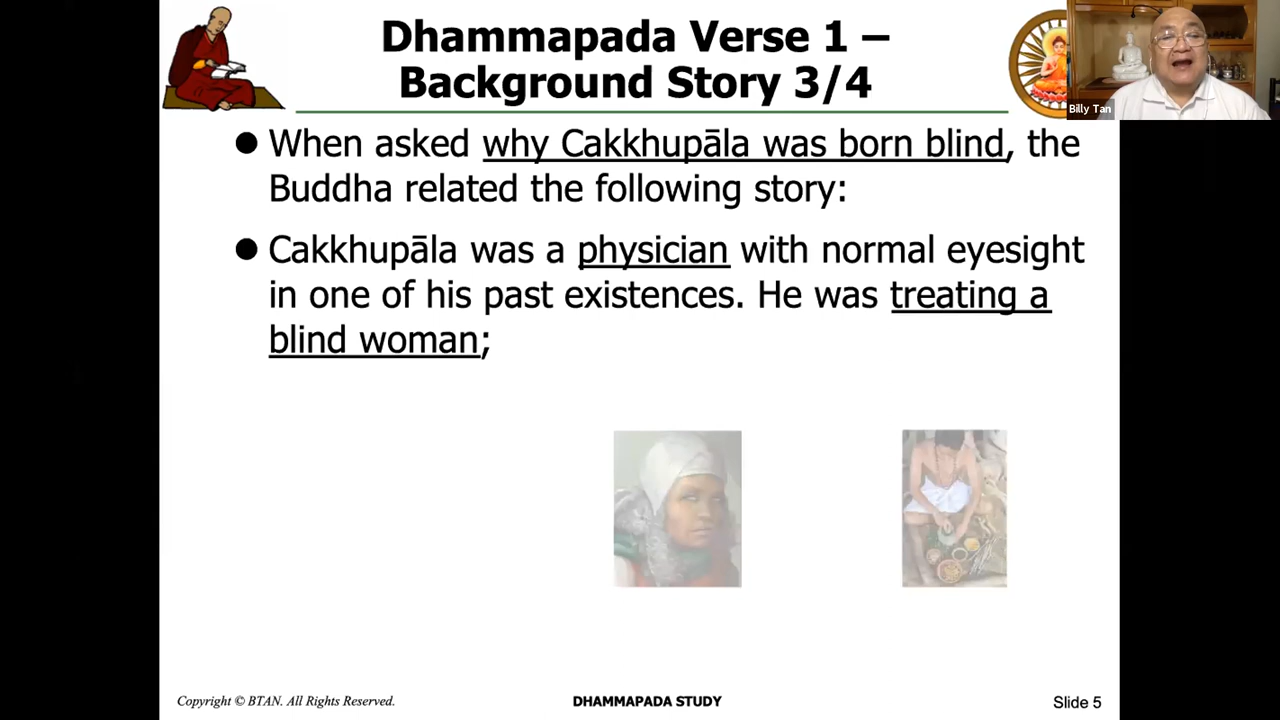 Dhammapada Verse 1 –
Background Story 3/4
Billy Tan
● When asked why Cakkhupāla was born blind, the
Buddha related the following story:
● Cakkhupāla was a physician with normal eyesight
in one of his past existences. He was treating a
blind woman;
Copyright © BTAN. All Rights Reserved.
DHAMMAPADA STUDY
Slide 5